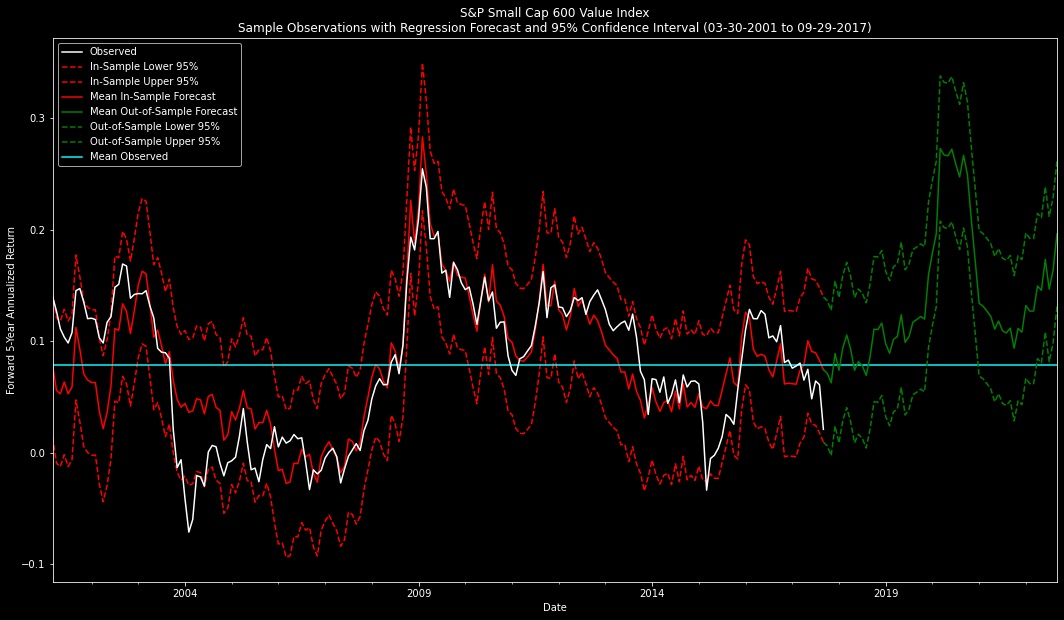 S&P Small Cap 600 Value Index
Sample Observations with Regression Forecast and 95% Confidence Interval (03-30-2001 to 09-29-2017)
Observed
In-Sample Lower 95%
In-Sample Upper 95%
Mean In-Sample Forecast
Mean Out-of-Sample Forecast
Out-of-Sample Lower 95%
Out-of-Sample Upper 95%
Mean Observed
Forward 5-Year Annualized Return
0.3
0.2
0.1
0.0
−0.1
2004
2009
2014
2019
Date